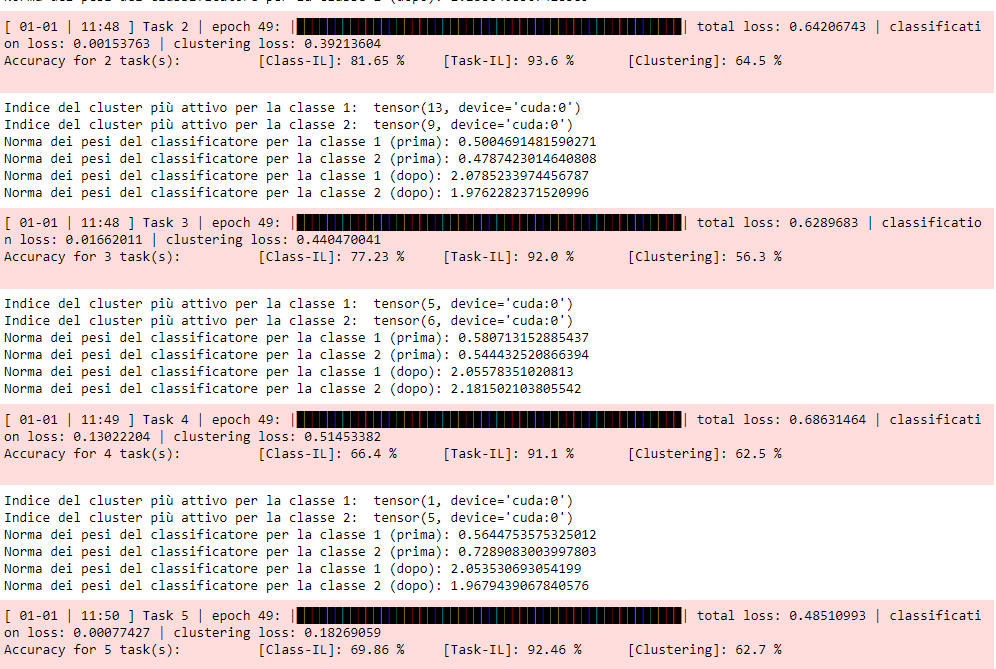 [ 01-01 | 11:48 ] Task 2 | epoch 49: | | total loss: 0.64206743 | classificati
on loss: 0.00153763 | clustering loss: 0.39213604
Accuracy for 2 task(s): [Class-IL]: 81.65 % [Task-IL]: 93.6 % [Clustering]: 64.5 %
Indice del cluster più attivo per la classe 1: tensor(13, device='cuda:0')
Indice del cluster più attivo per la classe 2: tensor(9, device='cuda:0')
Norma dei pesi del classificatore per la classe 1 (prima): 0.5004691481590271
Norma dei pesi del classificatore per la classe 2 (prima): 0.4787423014640808
Norma dei pesi del classificatore per la classe 1 (dopo): 2.0785233974456787
Norma dei pesi del classificatore per la classe 2 (dopo): 1.9762282371520996
[ 01-01 | 11:48 ] Task 3 | epoch 49: | | total loss: 0.6289683 | classificatio
n loss: 0.01662011 | clustering loss: 0.440470041
Accuracy for 3 task(s): [Class-IL]: 77.23 % [Task-IL]: 92.0 % [Clustering]: 56.3 %
Indice del cluster più attivo per la classe 1: tensor(5, device='cuda:0')
Indice del cluster più attivo per la classe 2: tensor(6, device='cuda:0')
Norma dei pesi del classificatore per la classe 1 (prima): 0.580713152885437
Norma dei pesi del classificatore per la classe 2 (prima): 0.544432520866394
Norma dei pesi del classificatore per la classe 1 (dopo): 2.05578351020813
Norma dei pesi del classificatore per la classe 2 (dopo): 2.181502103805542
[ 01-01 | 11:49 ] Task 4 | epoch 49: | | total loss: 0.68631464 | classificati
on loss: 0.13022204 | clustering loss: 0.51453382
Accuracy for 4 task(s): [Class-IL]: 66.4 % [Task-IL]: 91.1 % [Clustering]: 62.5 %
Indice del cluster più attivo per la classe 1: tensor(1, device='cuda:0')
Indice del cluster più attivo per la classe 2: tensor(5, device='cuda:0')
Norma dei pesi del classificatore per la classe 1 (prima): 0.5644753575325012
Norma dei pesi del classificatore per la classe 2 (prima): 0.7289083003997803
Norma dei pesi del classificatore per la classe 1 (dopo): 2.053530693054199
Norma dei pesi del classificatore per la classe 2 (dopo): 1.9679439067840576
[ 01-01 | 11:50 ] Task 5 | epoch 49: | | total loss: 0.48510993 | classificati
on loss: 0.00077427 | clustering loss: 0.18269059
Accuracy for 5 task(s): [Class-IL]: 69.86 % [Task-IL]: 92.46 % [Clustering]: 62.7 %